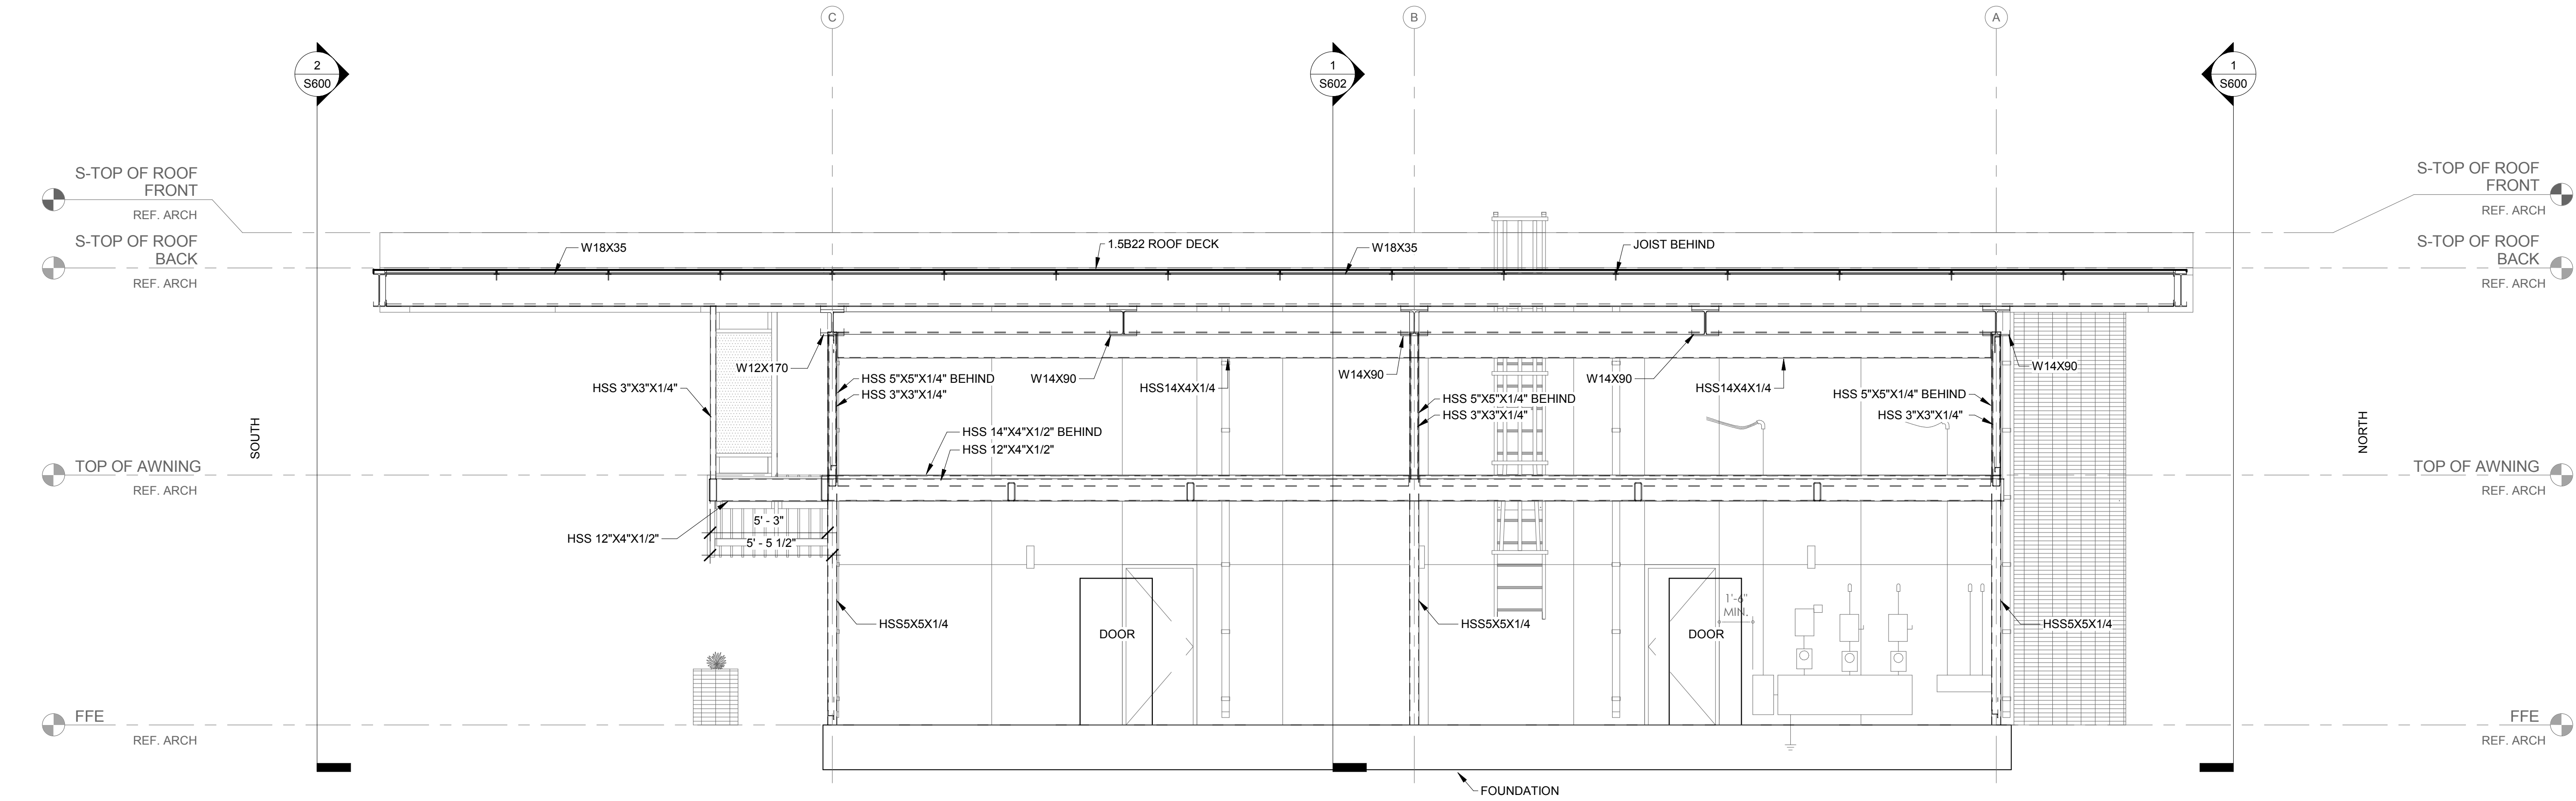 C
B
A
2
S600
1
S602
1
S600
S-TOP OF ROOF
FRONT
REF. ARCH
S-TOP OF ROOF
FRONT
REF. ARCH
S-TOP OF ROOF
BACK
REF. ARCH
W18X35
1.5B22 ROOF DECK
W18X35
JOIST BEHIND
S-TOP OF ROOF
BACK
REF. ARCH
W12X170
W14X90
HSS14X4X1/4
W14X90
W14X90
HSS14X4X1/4
W14X90
HSS 3"X3"X1/4"
HSS 5"X5"X1/4" BEHIND
HSS 3"X3"X1/4"
HSS 5"X5"X1/4" BEHIND
HSS 3"X3"X1/4"
HSS 5"X5"X1/4" BEHIND
HSS 3"X3"X1/4"
SOUTH
HSS 14"X4"X1/2" BEHIND
HSS 12"X4"X1/2"
NORTH
TOP OF AWNING
REF. ARCH
TOP OF AWNING
REF. ARCH
HSS 12"X4"X1/2"
5' - 3"
5' - 5 1/2"
1'-6"
MIN.
HSS5X5X1/4
DOOR
HSS5X5X1/4
DOOR
HSS5X5X1/4
FFE
REF. ARCH
FFE
REF. ARCH
FOUNDATION